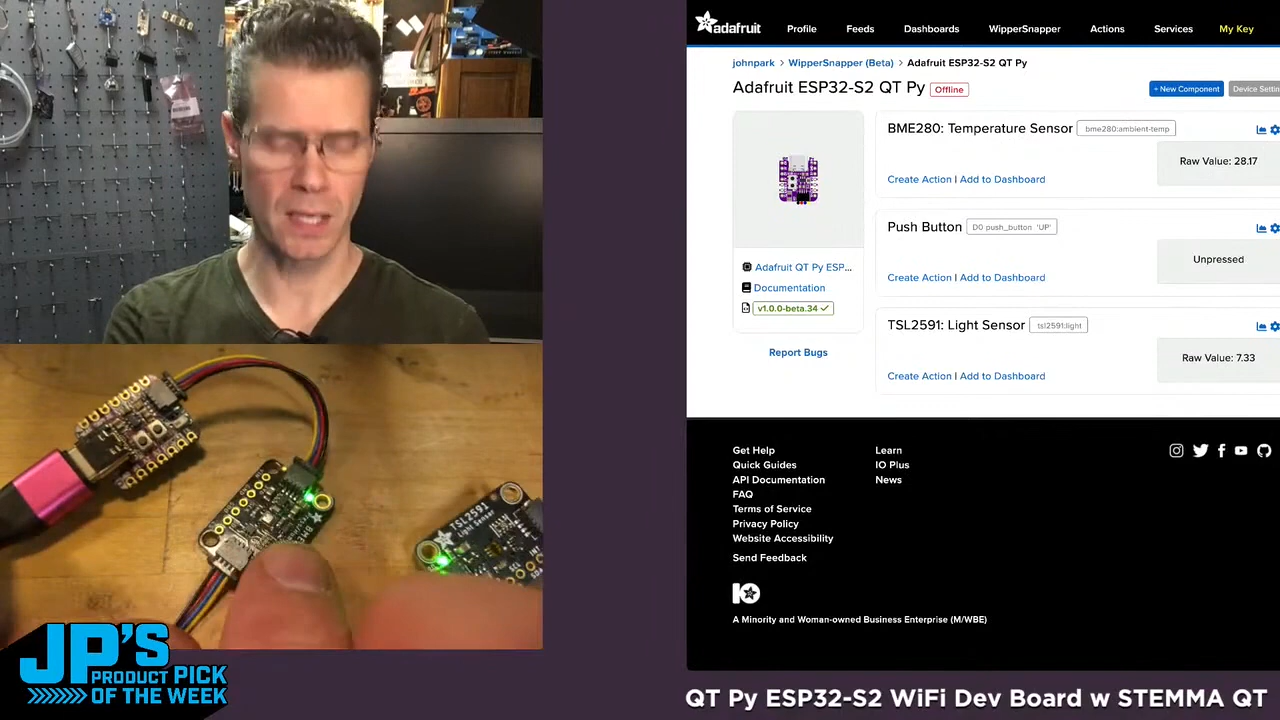 adafruit
Profile
Feeds
Dashboards
WipperSnapper
Actions
Services
My Key
johnpark > WipperSnapper (Beta) > Adafruit ESP32-S2 QT Py
Adafruit ESP32-S2 QT Py Offline
+ New Component
Device Settin
BME280: Temperature Sensor bme280:ambient-temp
Raw Value: 28.17
Create Action | Add to Dashboard
Push Button D0 push_button 'UP'
Unpressed
Create Action | Add to Dashboard
TSL2591: Light Sensor tsl2591:light
Raw Value: 7.33
Create Action | Add to Dashboard
Adafruit QT Py ESP...
Documentation
v1.0.0-beta.34
Report Bugs
Get Help
Quick Guides
API Documentation
FAQ
Terms of Service
Privacy Policy
Website Accessibility
Send Feedback
Learn
IO Plus
News
IO
A Minority and Woman-owned Business Enterprise (M/WBE)
TSL2591
Light Sensor
JP'S
PRODUCT PICK
OF THE WEEK
QT Py ESP32-S2 WiFi Dev Board w STEMMA QT